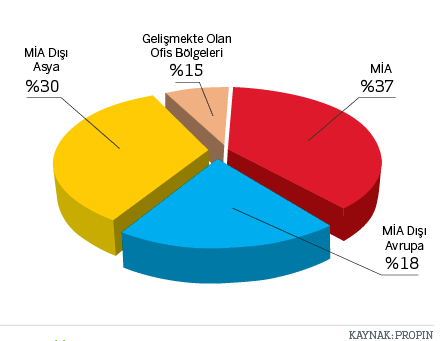 Gelişmekte Olan
Ofis Bölgeleri
%15
MİA Dışı
Asya
%30
MİA
%37
MİA Dışı
Avrupa
%18
KAYNAK: PROPIN